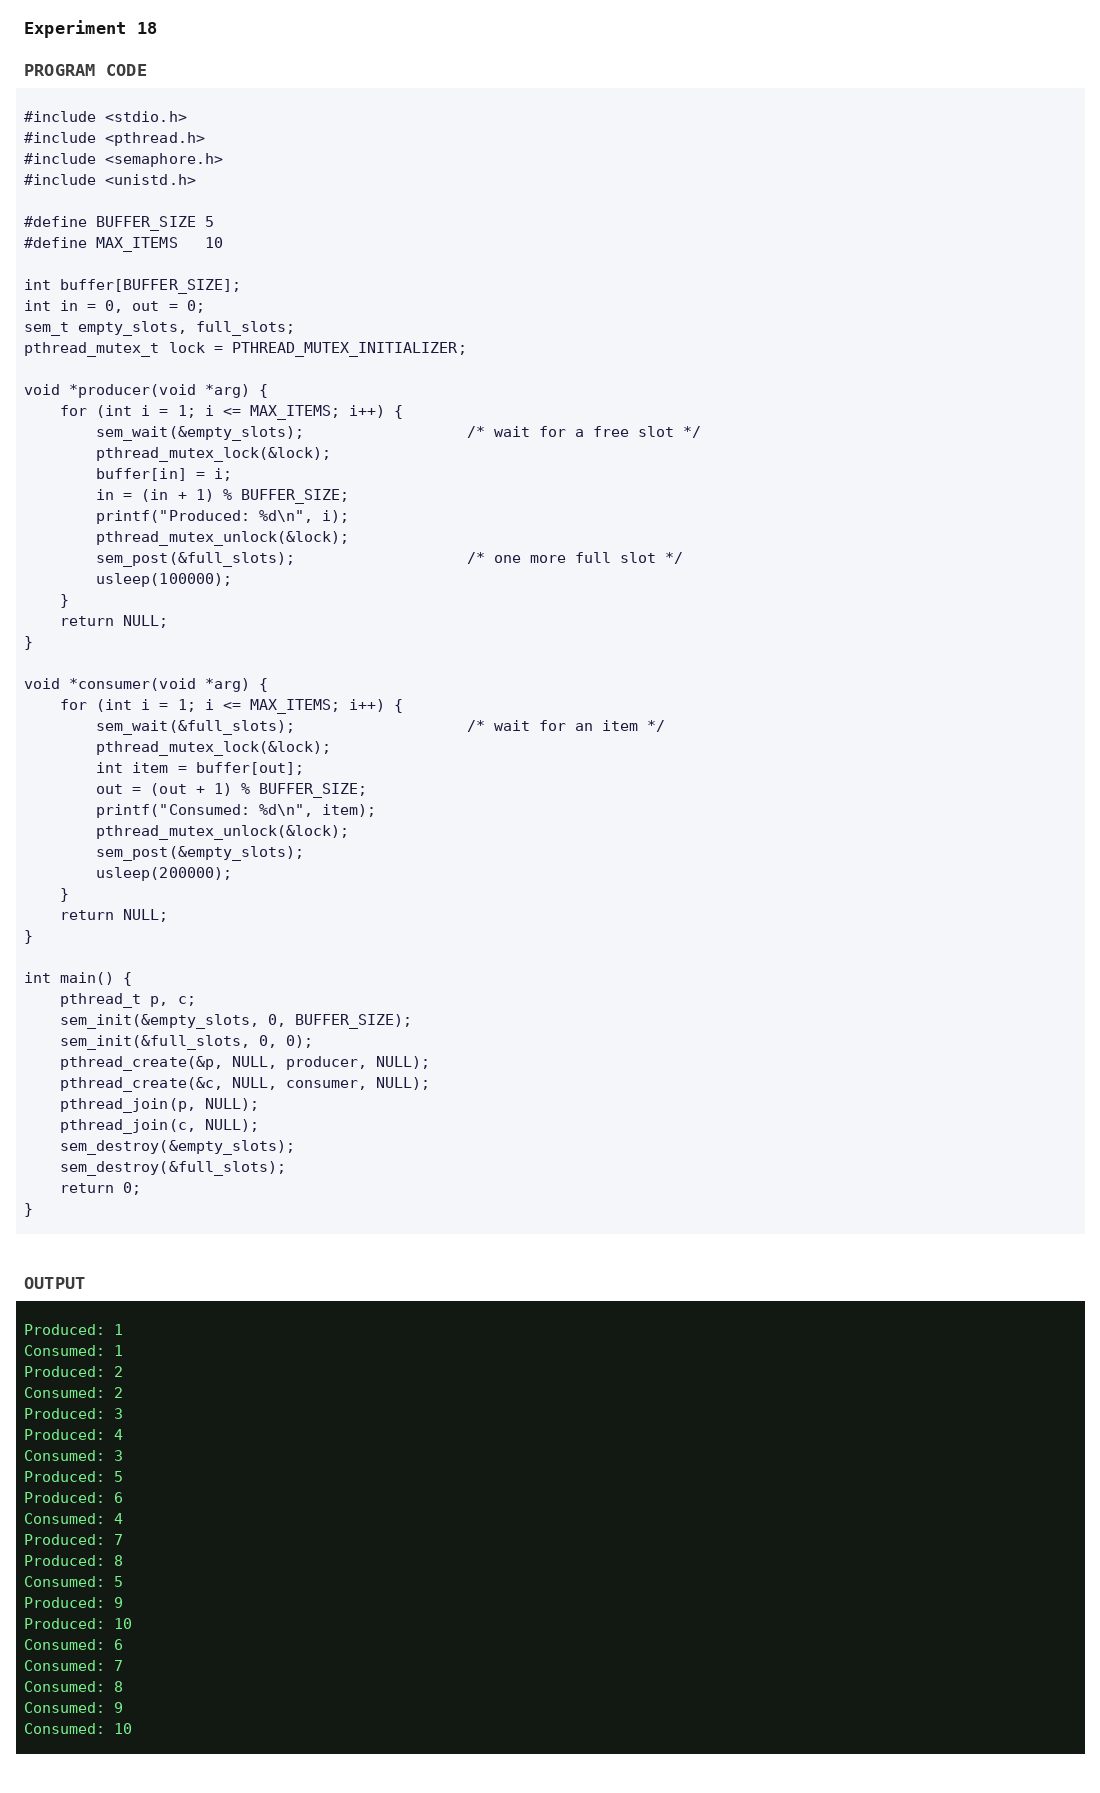 Experiment 18
PROGRAM CODE
#include <stdio.h>
#include <pthread.h>
#include <semaphore.h>
#include <unistd.h>

#define BUFFER_SIZE 5
#define MAX_ITEMS   10

int buffer[BUFFER_SIZE];
int in = 0, out = 0;
sem_t empty_slots, full_slots;
pthread_mutex_t lock = PTHREAD_MUTEX_INITIALIZER;

void *producer(void *arg) {
    for (int i = 1; i <= MAX_ITEMS; i++) {
        sem_wait(&empty_slots);                  /* wait for a free slot */
        pthread_mutex_lock(&lock);
        buffer[in] = i;
        in = (in + 1) % BUFFER_SIZE;
        printf("Produced: %d\n", i);
        pthread_mutex_unlock(&lock);
        sem_post(&full_slots);                   /* one more full slot */
        usleep(100000);
    }
    return NULL;
}

void *consumer(void *arg) {
    for (int i = 1; i <= MAX_ITEMS; i++) {
        sem_wait(&full_slots);                   /* wait for an item */
        pthread_mutex_lock(&lock);
        int item = buffer[out];
        out = (out + 1) % BUFFER_SIZE;
        printf("Consumed: %d\n", item);
        pthread_mutex_unlock(&lock);
        sem_post(&empty_slots);
        usleep(200000);
    }
    return NULL;
}

int main() {
    pthread_t p, c;
    sem_init(&empty_slots, 0, BUFFER_SIZE);
    sem_init(&full_slots, 0, 0);
    pthread_create(&p, NULL, producer, NULL);
    pthread_create(&c, NULL, consumer, NULL);
    pthread_join(p, NULL);
    pthread_join(c, NULL);
    sem_destroy(&empty_slots);
    sem_destroy(&full_slots);
    return 0;
}

OUTPUT
Produced: 1
Consumed: 1
Produced: 2
Consumed: 2
Produced: 3
Produced: 4
Consumed: 3
Produced: 5
Produced: 6
Consumed: 4
Produced: 7
Produced: 8
Consumed: 5
Produced: 9
Produced: 10
Consumed: 6
Consumed: 7
Consumed: 8
Consumed: 9
Consumed: 10